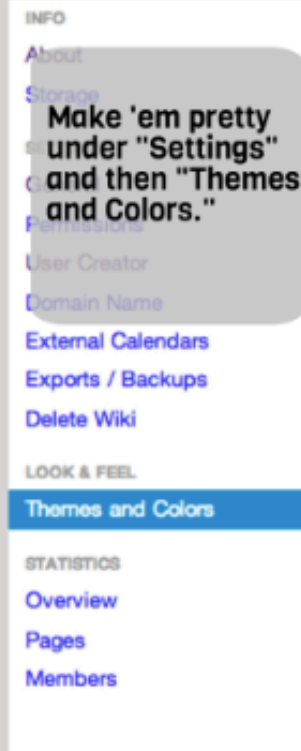 INFO
About
Storage
Make 'em pretty
under "Settings"
and then "Themes
and Colors."
Permissions
User Creator
Domain Name
External Calendars
Exports / Backups
Delete Wiki
LOOK & FEEL
Themes and Colors
STATISTICS
Overview
Pages
Members